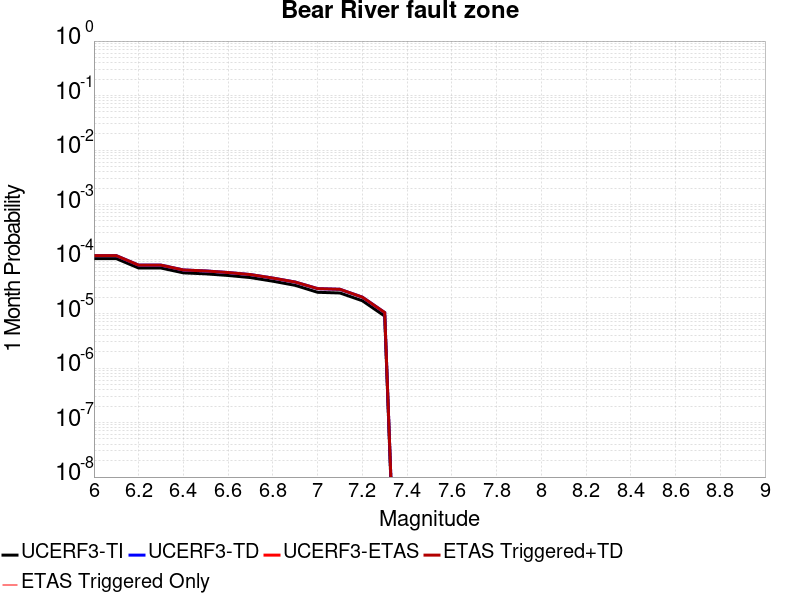 Bear River fault zone
1 Month Probability
10^0
10^-1
10^-2
10^-3
10^-4
10^-5
10^-6
10^-7
10^-8
6 6.2 6.4 6.6 6.8 7 7.2 7.4 7.6 7.8 8 8.2 8.4 8.6 8.8 9
Magnitude
UCERF3-TI UCERF3-TD UCERF3-ETAS ETAS Triggered+TD
ETAS Triggered Only